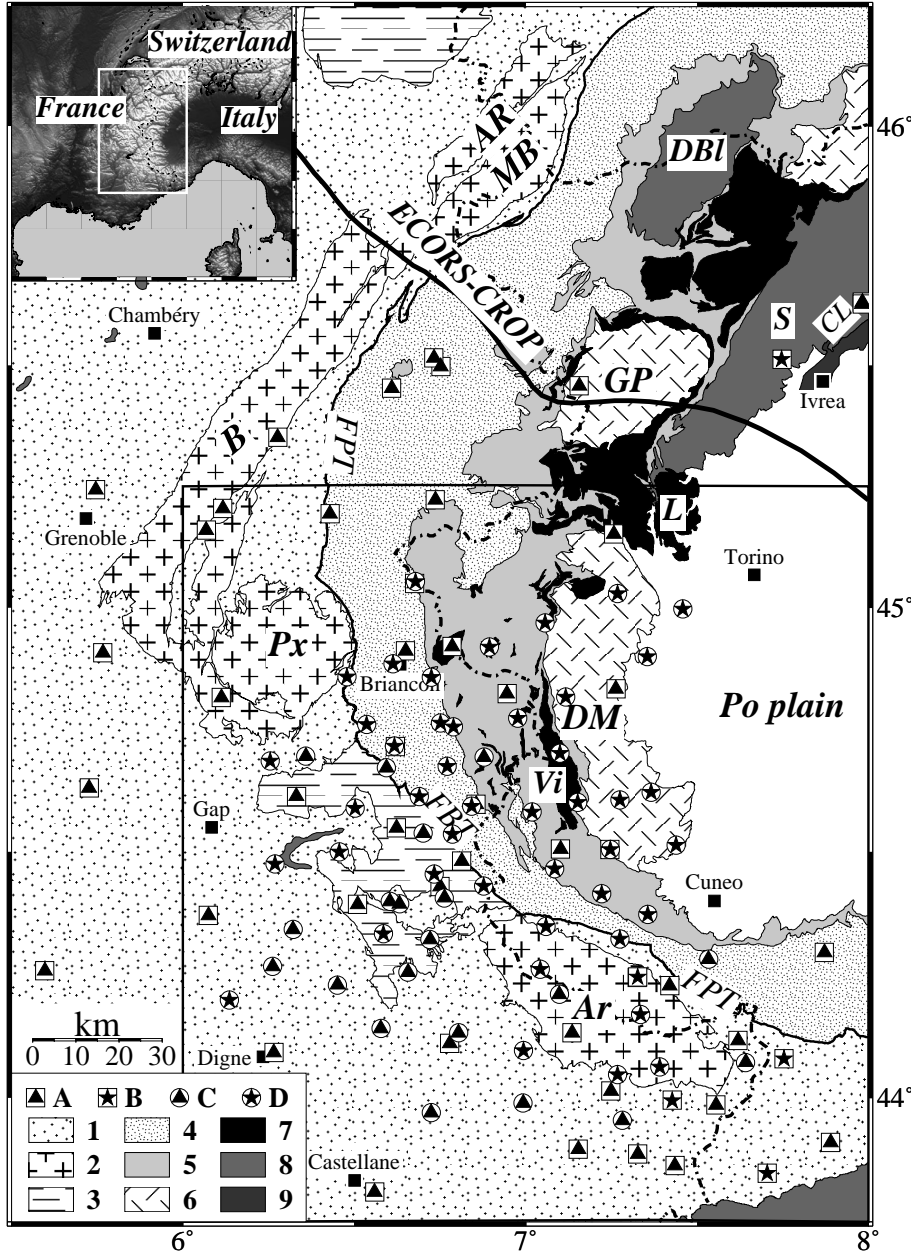 Switzerland
France
Italy
AR
MB
DBl
46°
ECORS-CROP
Chambéry
S
CL
Ivrea
GP
B
FPT
Grenoble
L
Torino
45°
Px
Briançon
DM
Po plain
Vi
Gap
FBT
Cuneo
FPT
Ar
km
0 10 20 30
Digne
44°
A B C D
1 4 7
2 5 8
3 6 9
Castellane
6° 7° 8°